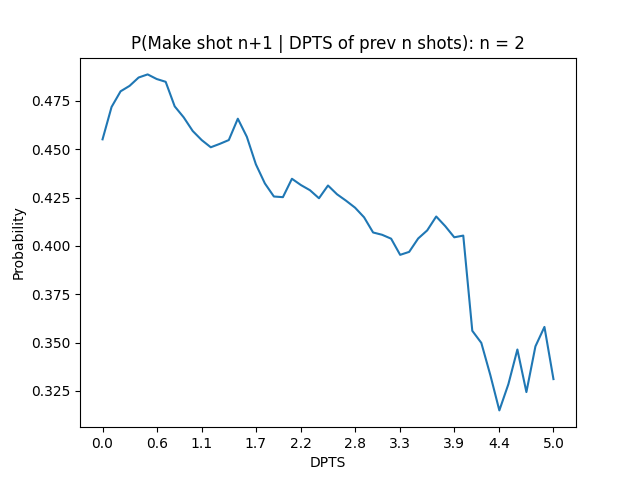 P(Make shot n+1 | DPTS of prev n shots): n = 2
0.475
0.450
0.425
0.400
0.375
0.350
0.325
Probability
0.0 0.6 1.1 1.7 2.2 2.8 3.3 3.9 4.4 5.0
DPTS